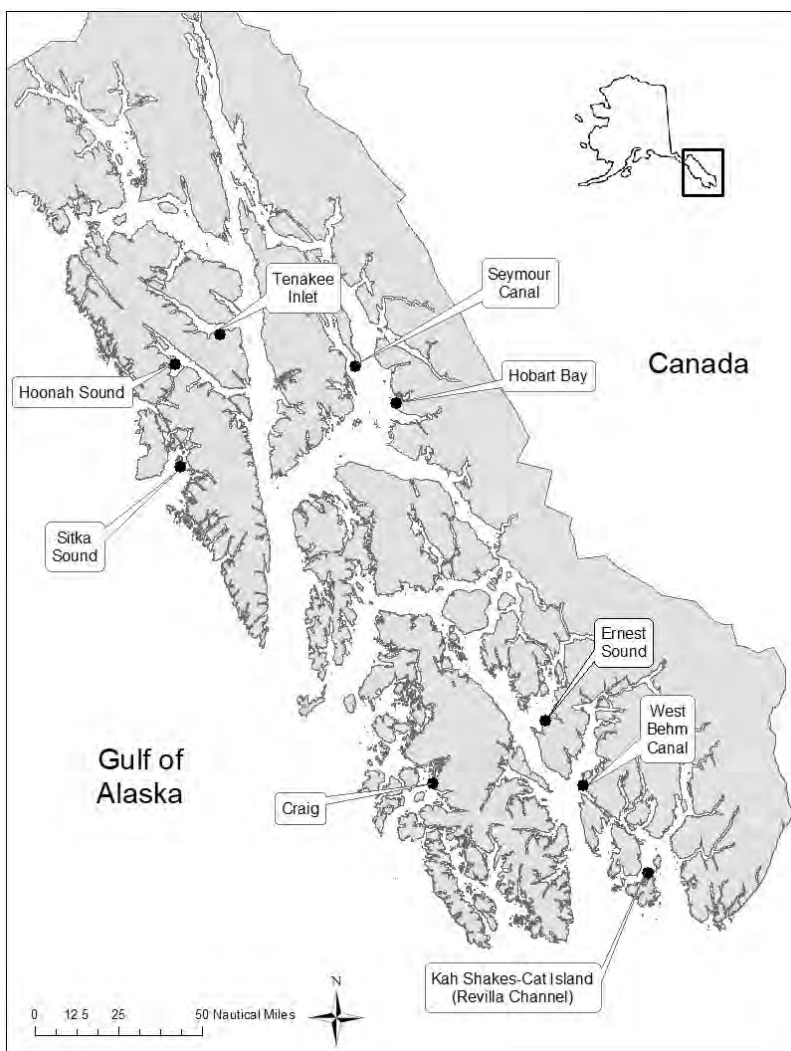 Tenakee
Inlet
Seymour
Canal
Canada
Hoonah Sound
Hobart Bay
Sitka
Sound
Ernest
Sound
West
Behm
Canal
Gulf of
Alaska
Craig
Kah Shakes-Cat Island
(Revilla Channel)
N
0 12.5 25 50 Nautical Miles